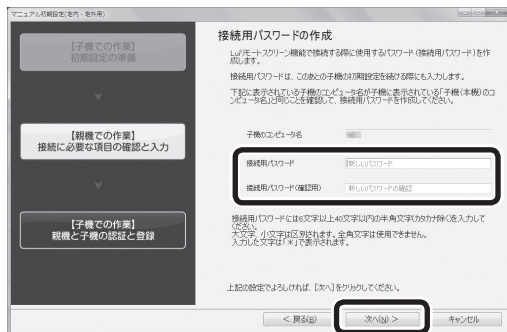 マニュアル初期設定(宅内・宅外用)
【子機での作業】
初期設定の準備
【親機での作業】
接続に必要な項目の確認と入力
【子機での作業】
親機と子機の認証と登録
接続用パスワードの作成
Luiリモートスクリーン機能で接続する際に使用するパスワード(接続用パスワード)を作
成します。
接続用パスワードは、このあとの子機の初期設定を続ける際にも入力します。
下記に表示されている子機のコンピュータ名が子機に表示されている「子機(本機)のコ
ンピュータ名」と同じことを確認して、接続用パスワードを作成してください。
子機のコンピュータ名
接続用パスワード
新しいパスワード
接続用パスワード(確認用)
新しいパスワードの確認
接続用パスワードには6文字以上40文字以内の半角文字(カタカナ除く)を入力して
ください。
大文字、小文字は区別されます。全角文字は使用できません。
入力した文字は「*」で表示されます。
上記の設定でよろしければ、[次へ]をクリックしてください。
< 戻る(B)
次へ(N) >
キャンセル